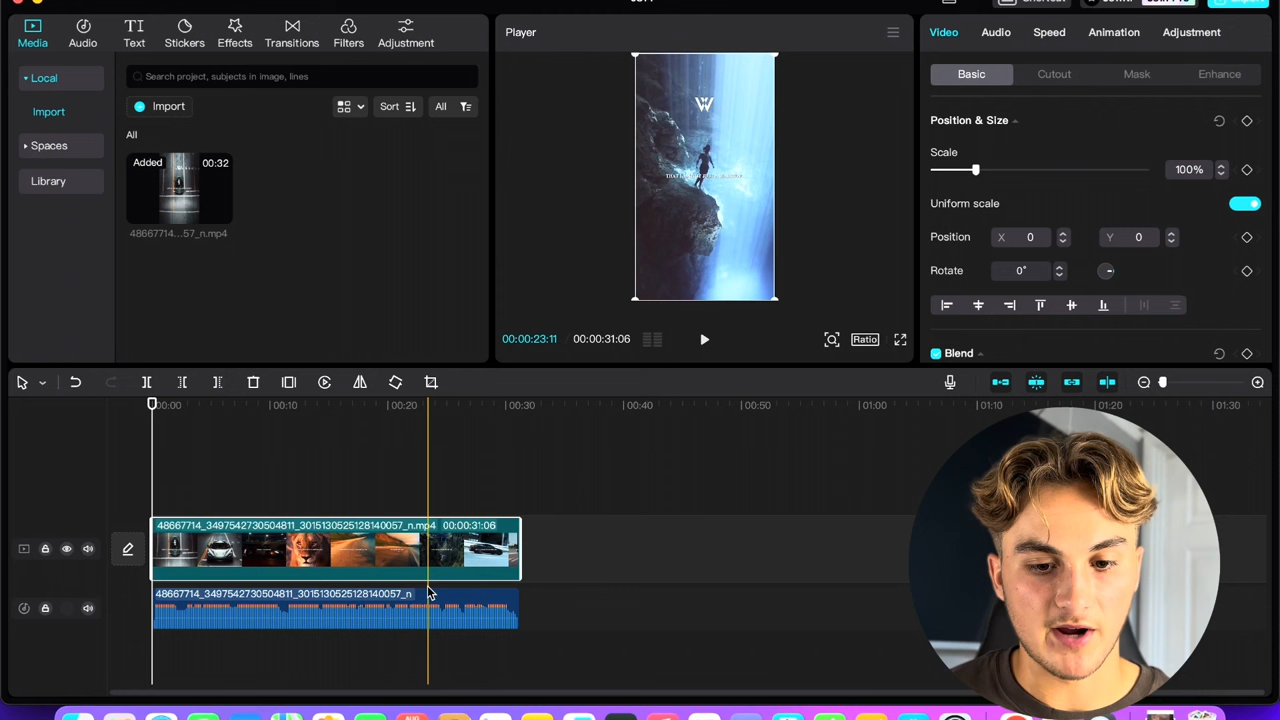 Media
Audio
Text
Stickers
Effects
Transitions
Filters
Adjustment
Local
Import
Spaces
Library
Search project, subjects in image, lines
Import
Sort
All
All
Added
00:32
48667714...57_n.mp4
Player
00:00:23:11
00:00:31:06
Ratio
Video
Audio
Speed
Animation
Adjustment
Basic
Cutout
Mask
Enhance
Position & Size
Scale
100%
Uniform scale
Position
X 0
Y 0
Rotate
0°
Blend
00:00
00:10
00:20
00:30
00:40
00:50
01:00
01:10
01:20
01:30
48667714_3497542730504811_3015130525128140057_n.mp4 00:00:31:06
48667714_3497542730504811_3015130525128140057_n